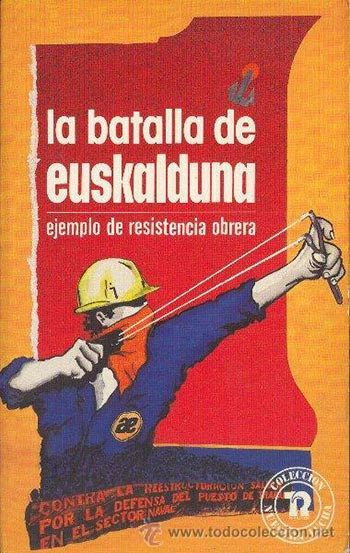 la batalla de
euskalduna
ejemplo de resistencia obrera
æ
CONTRA LA REESTRUCTURACION
POR LA DEFENSA DEL PUESTO DE
EN EL SECTOR NAVAL
COLECCION
www.todocoleccion.net